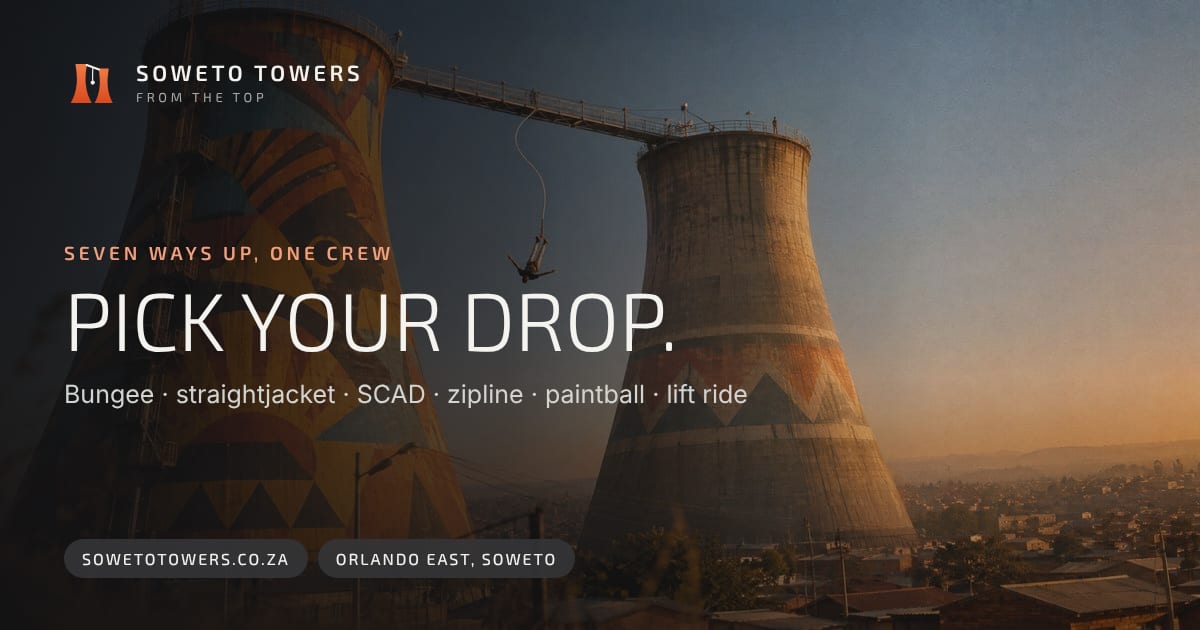 SOWETO TOWERS
FROM THE TOP
SEVEN WAYS UP, ONE CREW
PICK YOUR DROP.
Bungee · straightjacket · SCAD · zipline · paintball · lift ride
SOWETOTOWERS.CO.ZA
ORLANDO EAST, SOWETO